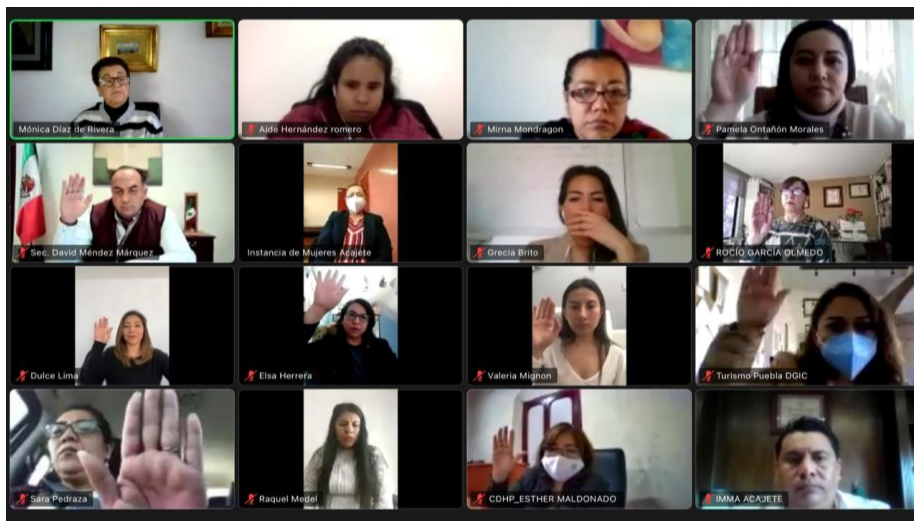 Mónica Díaz de Rivera
Aide Hernández romero
Mirna Mondragon
Pamela Ontañón Morales
Sec. David Méndez Márquez
Instancia de Mujeres Acajete
Grecia Brito
ROCÍO GARCÍA OLMEDO
Dulce Lima
Elsa Herrera
Valeria Mignon
Turismo Puebla DGIC
Sara Pedraza
Raquel Medel
CDHP_ESTHER MALDONADO
IMMA ACAJETE